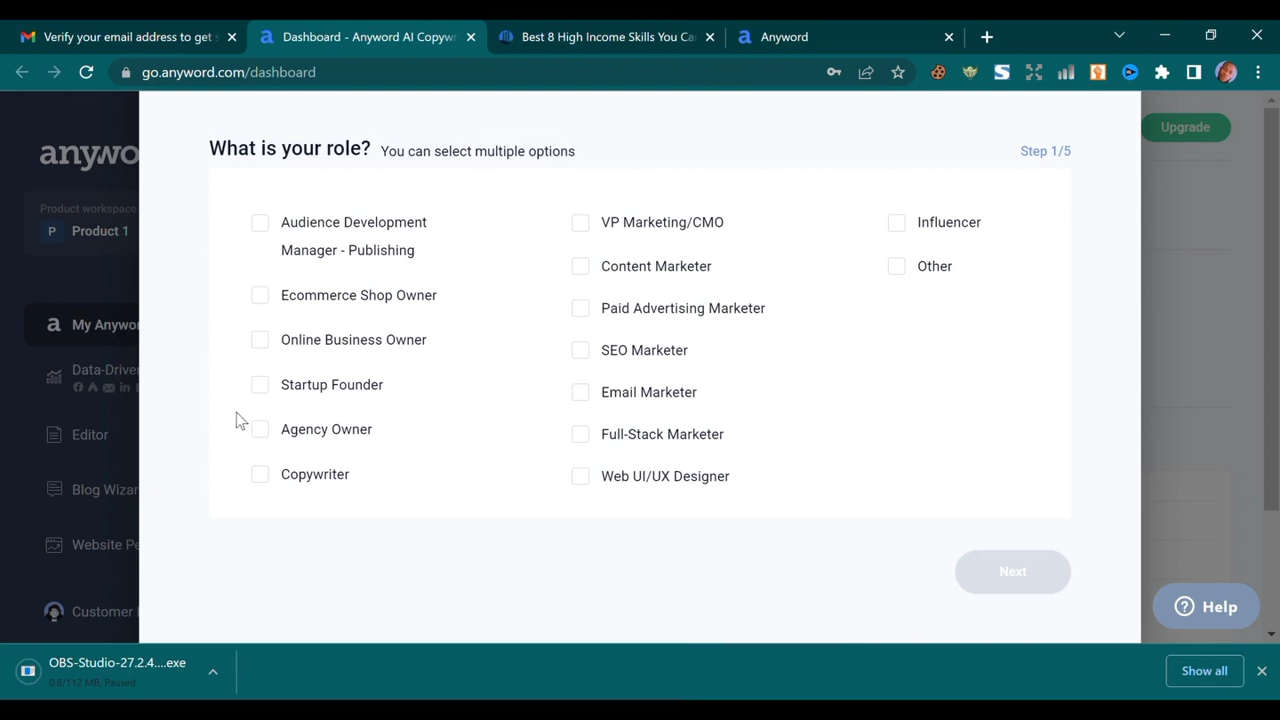 Verify your email address to get
Dashboard - Anyword AI Copywr
Best 8 High Income Skills You Ca
Anyword
go.anyword.com/dashboard
anywo
Upgrade
What is your role? You can select multiple options
Step 1/5
Product workspace
P Product 1
Audience Development
Manager - Publishing
Ecommerce Shop Owner
Online Business Owner
Startup Founder
Agency Owner
Copywriter
VP Marketing/CMO
Content Marketer
Paid Advertising Marketer
SEO Marketer
Email Marketer
Full-Stack Marketer
Web UI/UX Designer
Influencer
Other
My Anywor
Data-Driver
Editor
Blog Wizar
Website Pe
Customer
Next
Help
OBS-Studio-27.2.4....exe
0.8/112 MB, Paused
Show all